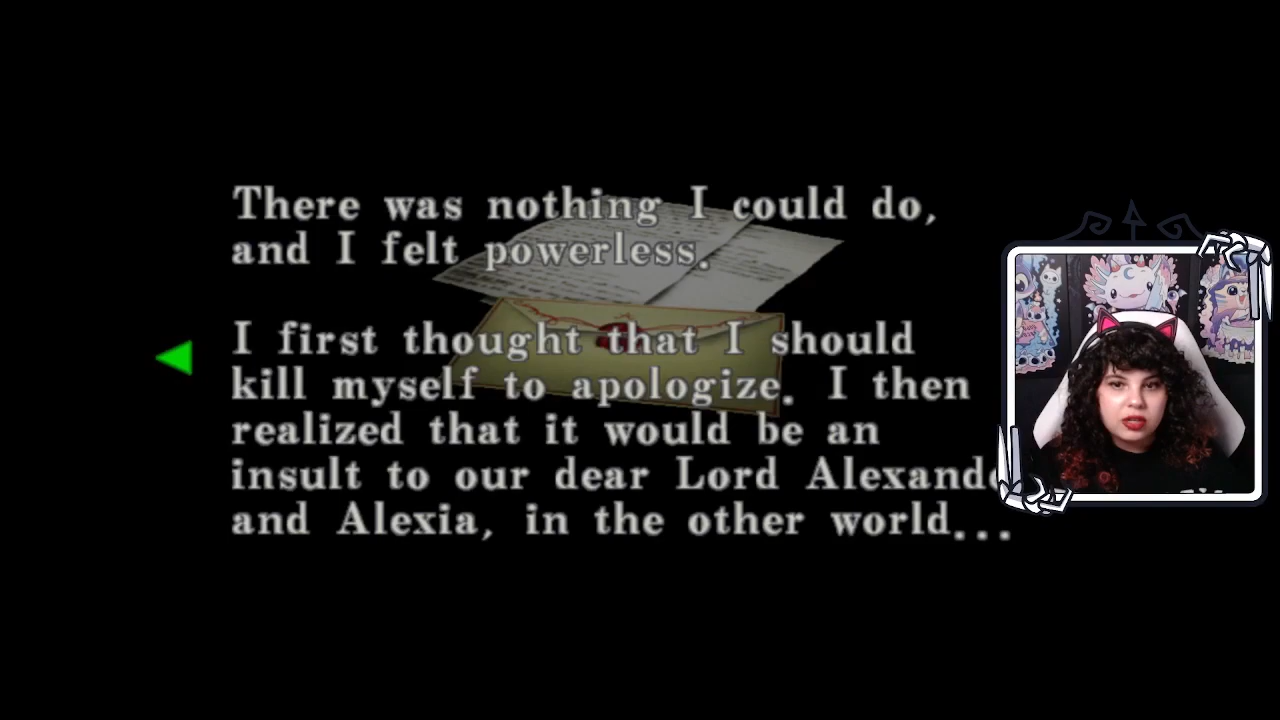 There was nothing I could do,
and I felt powerless.
I first thought that I should
kill myself to apologize. I then
realized that it would be an
insult to our dear Lord
and Alexia, in the other world...